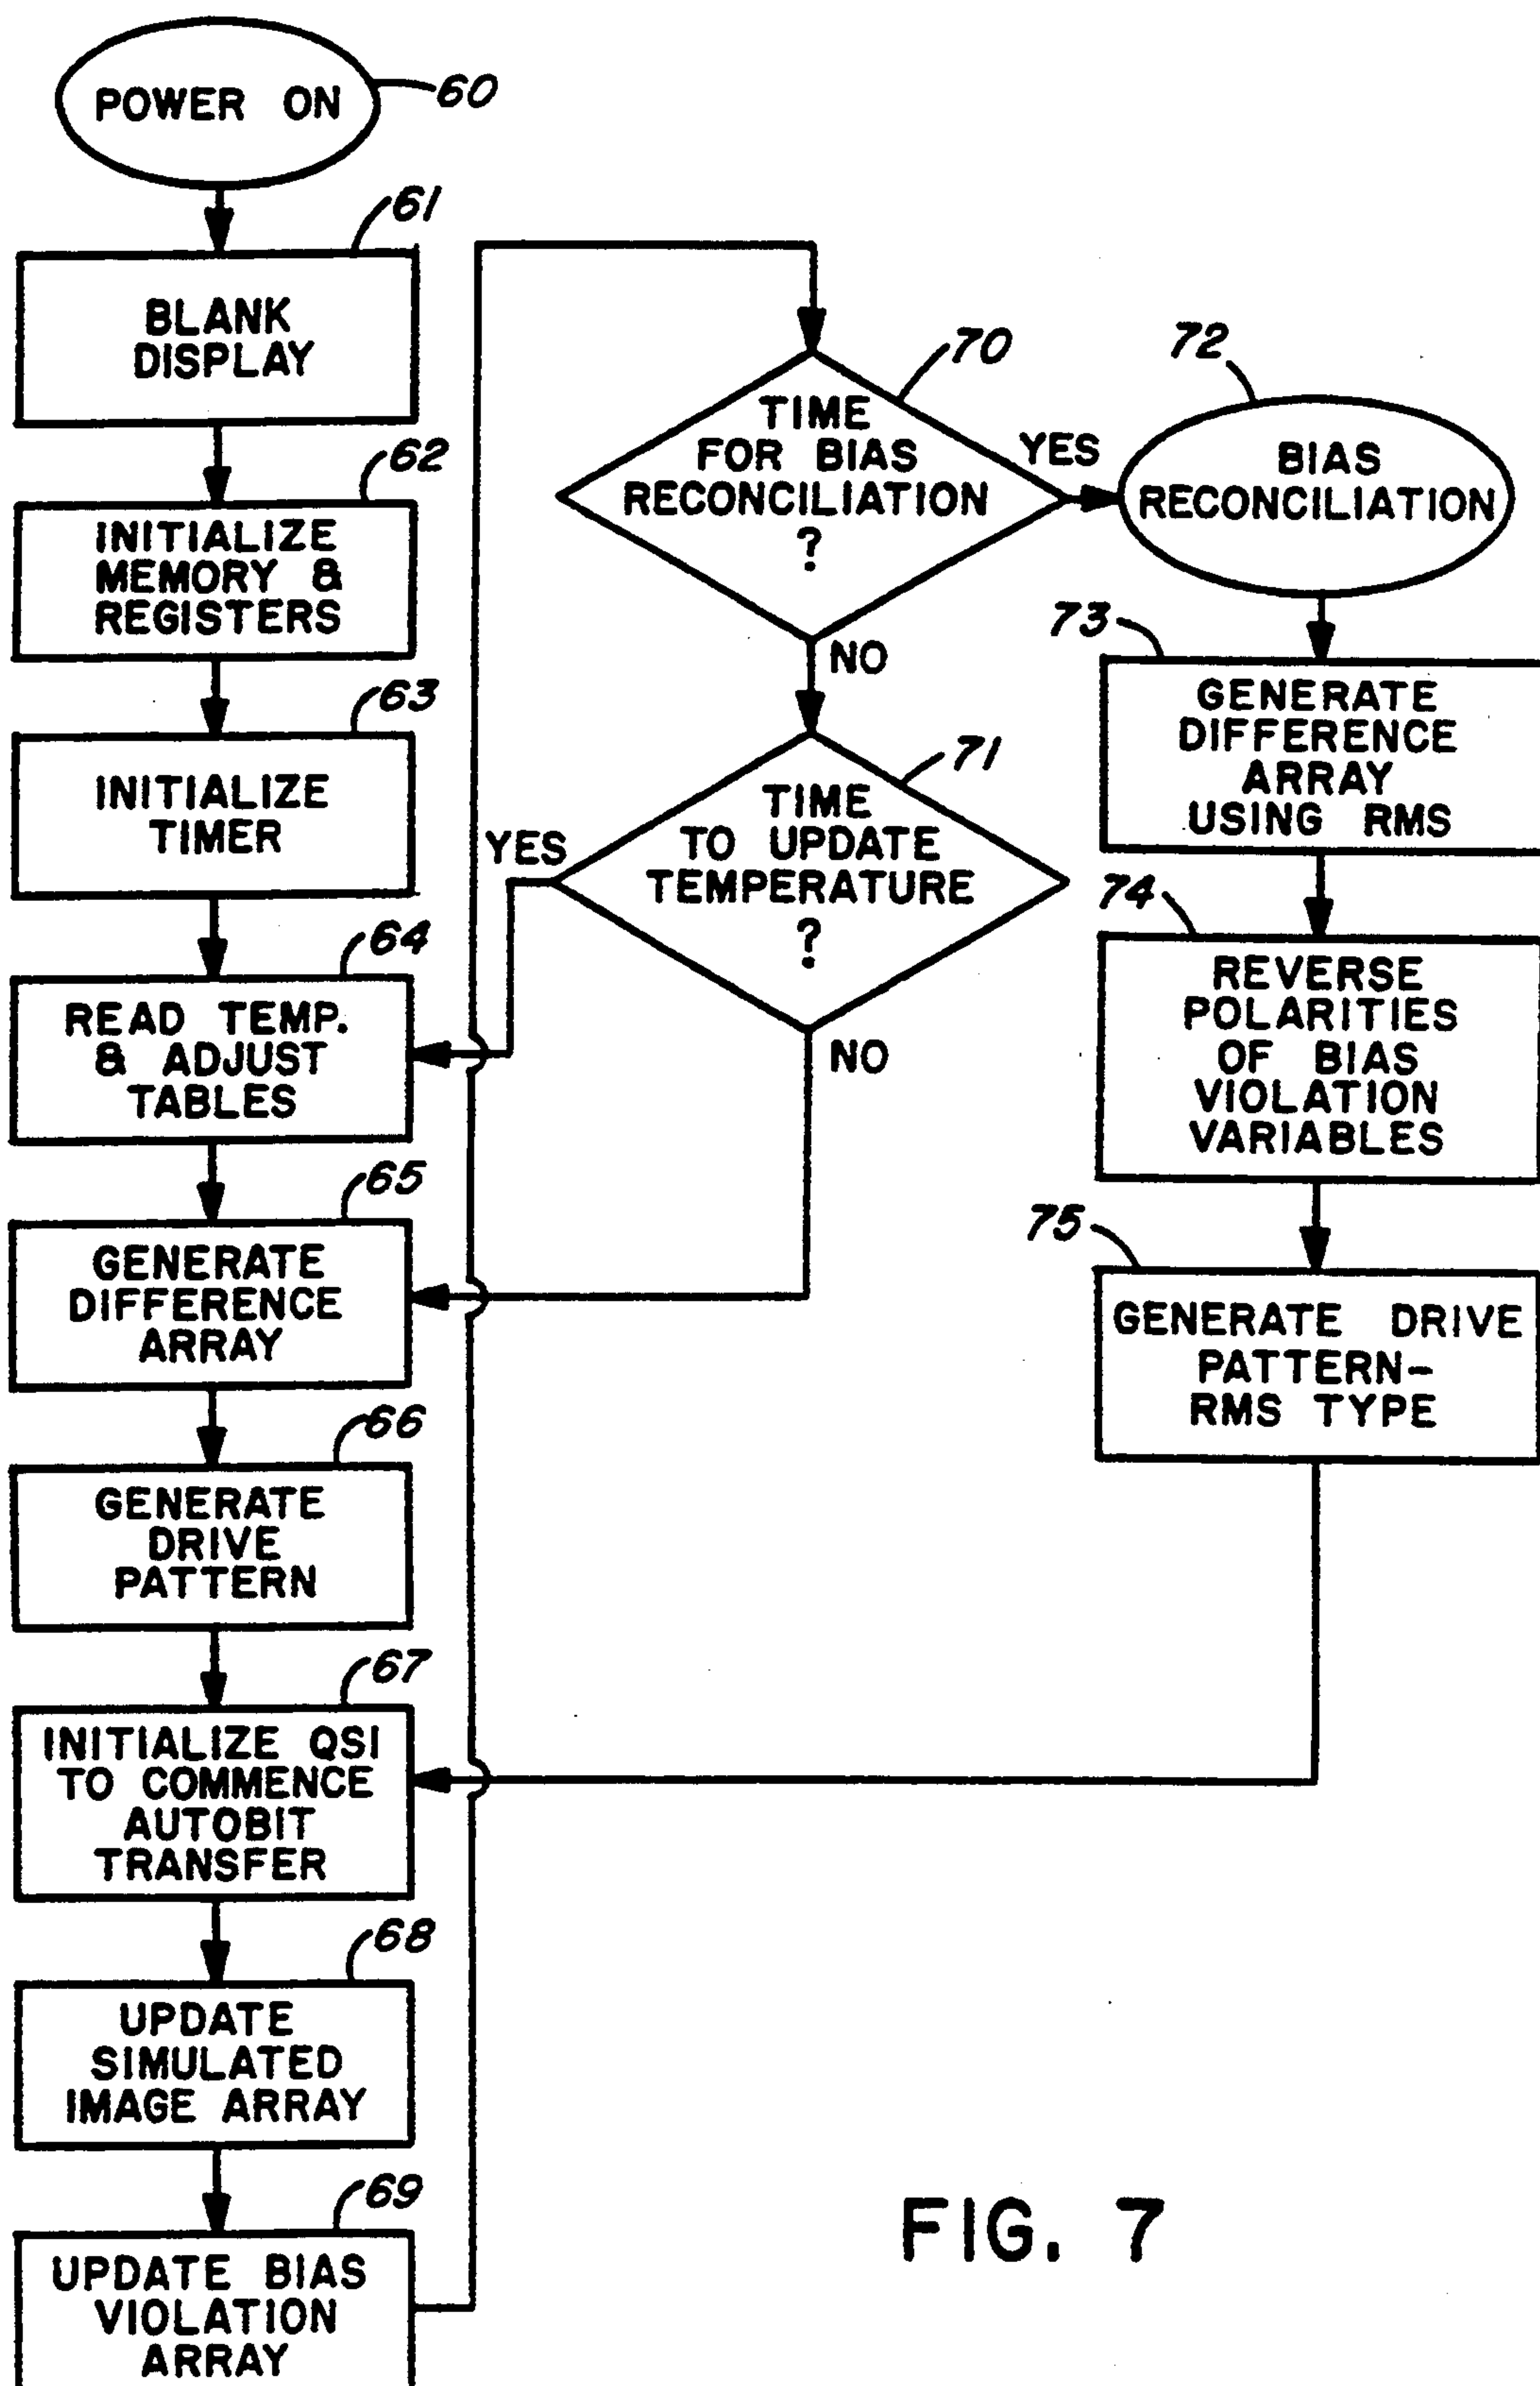 POWER ON
60
61
BLANK
DISPLAY
62
INITIALIZE
MEMORY &
REGISTERS
63
INITIALIZE
TIMER
64
READ TEMP.
& ADJUST
TABLES
65
GENERATE
DIFFERENCE
ARRAY
66
GENERATE
DRIVE
PATTERN
67
INITIALIZE QSI
TO COMMENCE
AUTOBIT
TRANSFER
68
UPDATE
SIMULATED
IMAGE ARRAY
69
UPDATE BIAS
VIOLATION
ARRAY
70
TIME
FOR BIAS
RECONCILIATION
?
YES
NO
71
TIME
TO UPDATE
TEMPERATURE
?
YES
NO
72
BIAS
RECONCILIATION
73
GENERATE
DIFFERENCE
ARRAY
USING RMS
74
REVERSE
POLARITIES
OF BIAS
VIOLATION
VARIABLES
75
GENERATE DRIVE
PATTERN-
RMS TYPE
FIG. 7